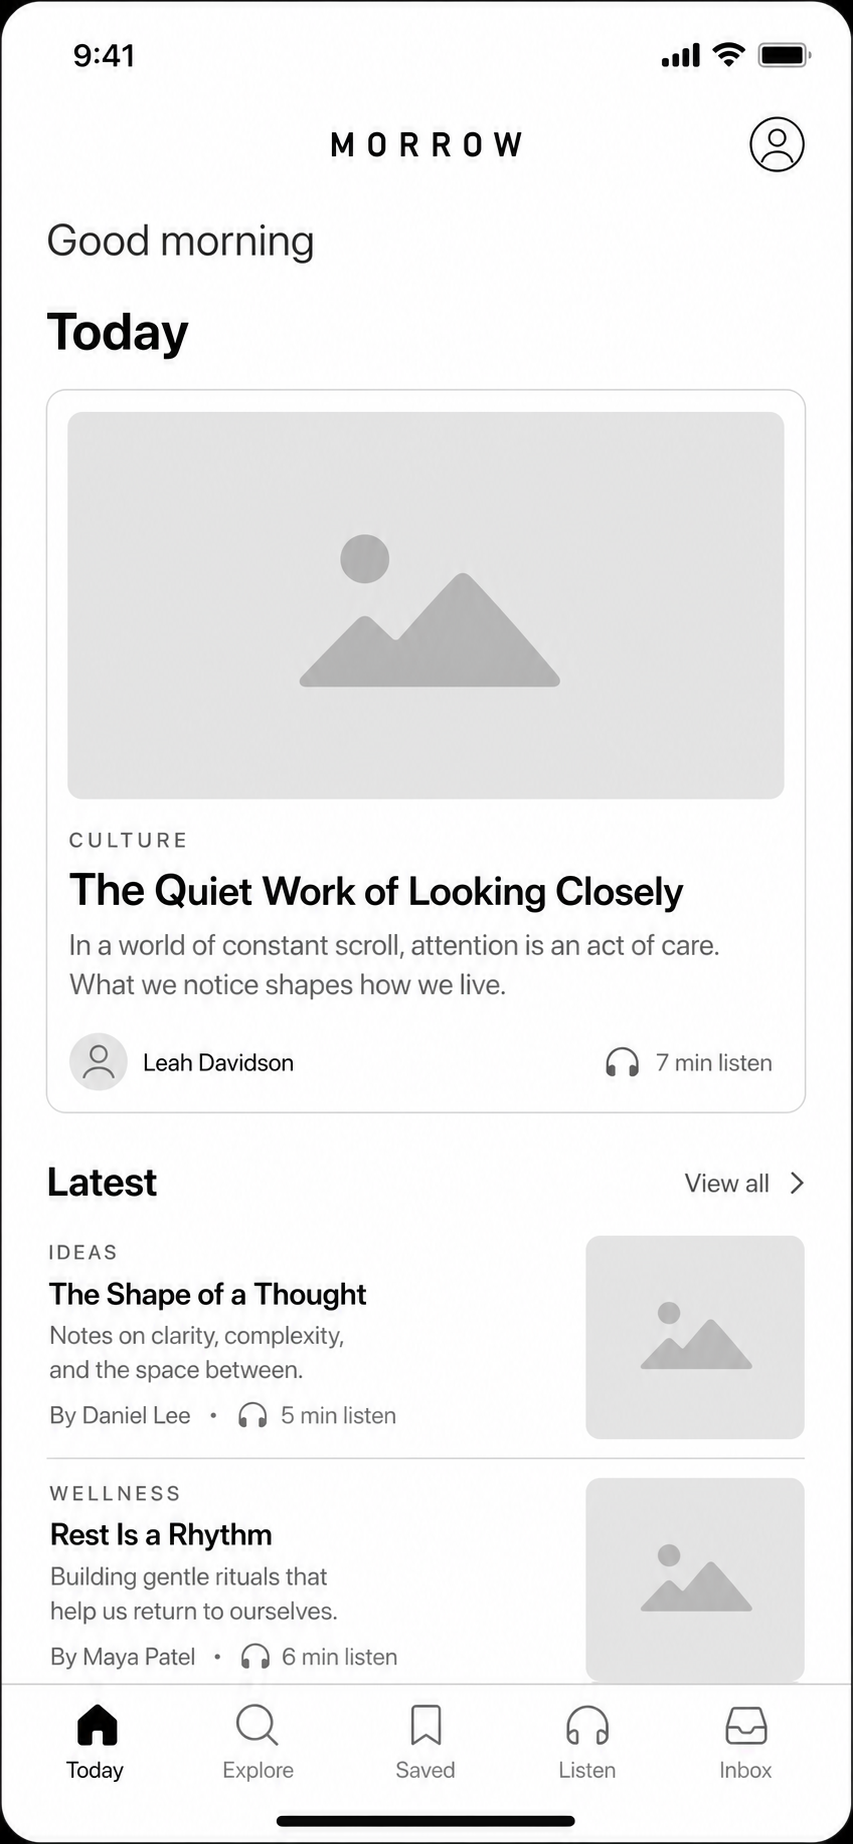 9:41
MORROW
Good morning
Today
CULTURE
The Quiet Work of Looking Closely
In a world of constant scroll, attention is an act of care.
What we notice shapes how we live.
Leah Davidson
7 min listen
Latest
View all
IDEAS
The Shape of a Thought
Notes on clarity, complexity,
and the space between.
By Daniel Lee • 5 min listen
WELLNESS
Rest Is a Rhythm
Building gentle rituals that
help us return to ourselves.
By Maya Patel • 6 min listen
Today
Explore
Saved
Listen
Inbox